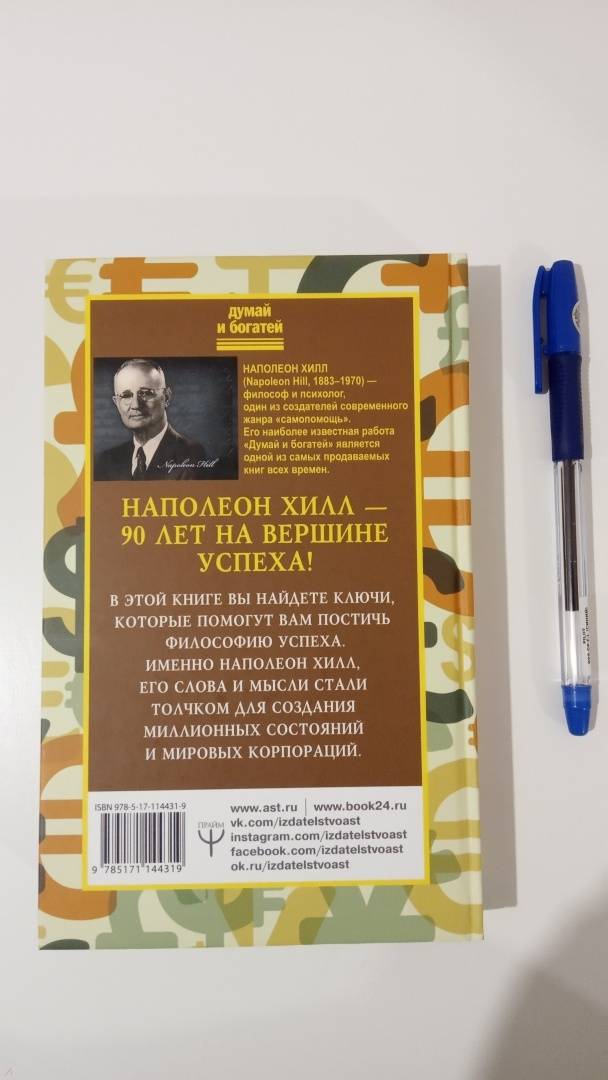 думай
и богатей
НАПОЛЕОН ХИЛЛ
(Napoleon Hill, 1883–1970) —
философ и психолог,
один из создателей современного
жанра «самопомощь».
Его наиболее известная работа
«Думай и богатей» является
одной из самых продаваемых
книг всех времен.
Napoleon Hill
НАПОЛЕОН ХИЛЛ —
90 ЛЕТ НА ВЕРШИНЕ
УСПЕХА!
В ЭТОЙ КНИГЕ ВЫ НАЙДЕТЕ КЛЮЧИ,
КОТОРЫЕ ПОМОГУТ ВАМ ПОСТИЧЬ
ФИЛОСОФИЮ УСПЕХА.
ИМЕННО НАПОЛЕОН ХИЛЛ,
ЕГО СЛОВА И МЫСЛИ СТАЛИ
ТОЛЧКОМ ДЛЯ СОЗДАНИЯ
МИЛЛИОННЫХ СОСТОЯНИЙ
И МИРОВЫХ КОРПОРАЦИЙ.
ISBN 978-5-17-114431-9
9 785171 144319
ПРАЙМ
www.ast.ru | www.book24.ru
vk.com/izdatelstvoast
instagram.com/izdatelstvoast
facebook.com/izdatelstvoast
ok.ru/izdatelstvoast